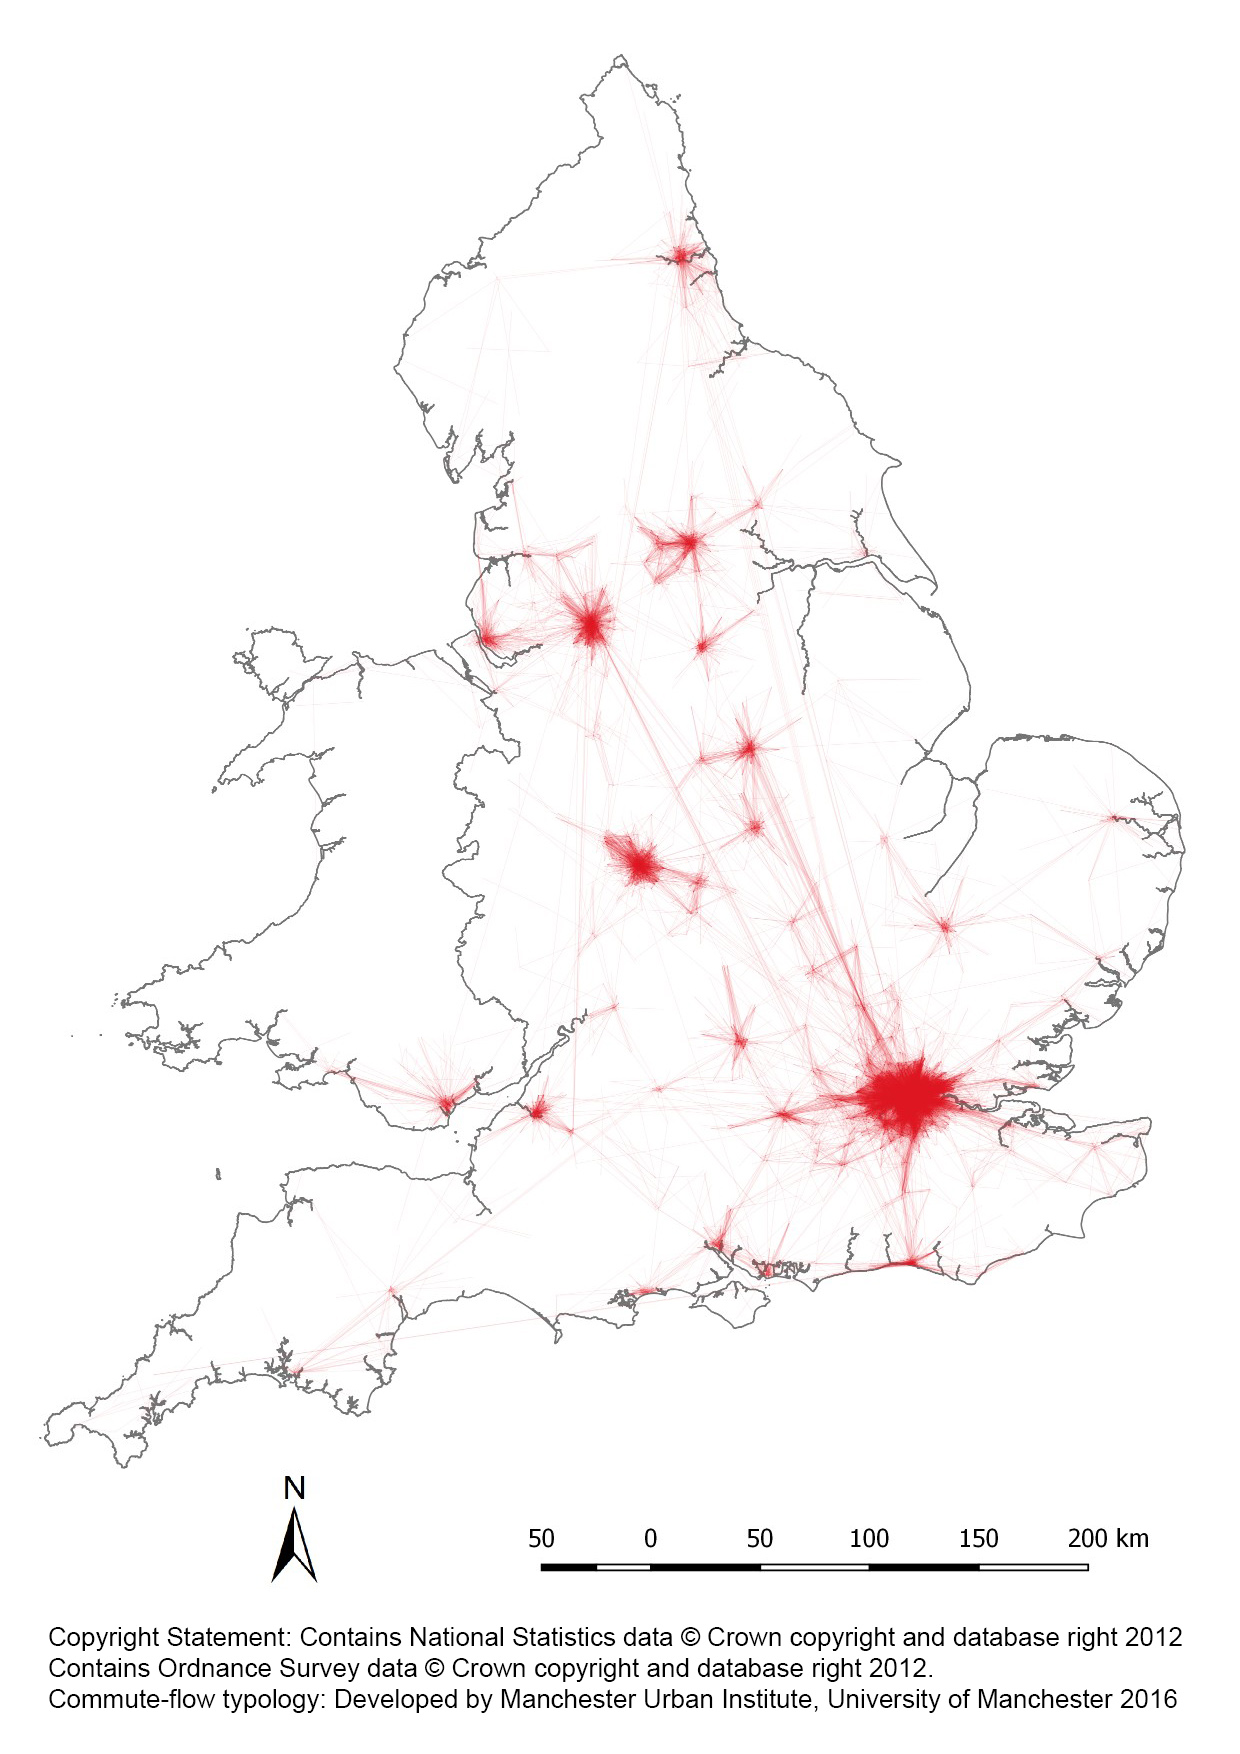 N
50 0 50 100 150 200 km
Copyright Statement: Contains National Statistics data © Crown copyright and database right 2012
Contains Ordnance Survey data © Crown copyright and database right 2012.
Commute-flow typology: Developed by Manchester Urban Institute, University of Manchester 2016